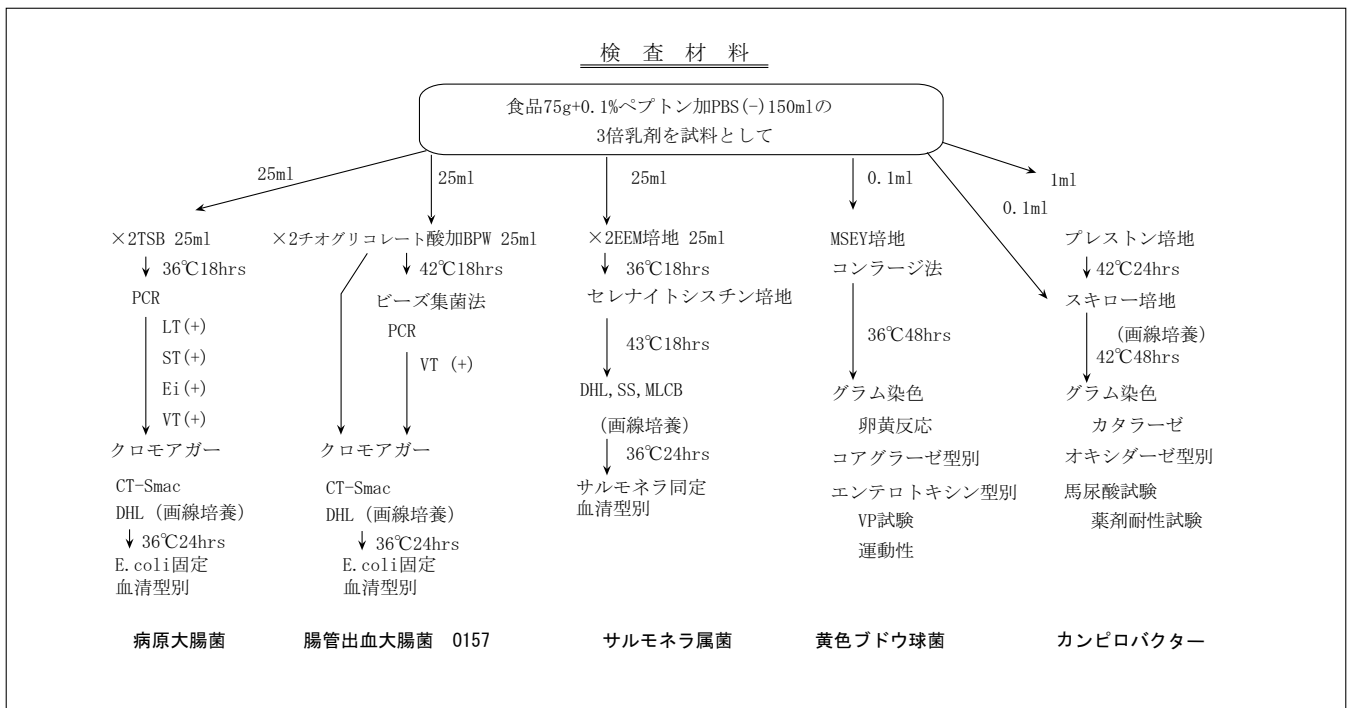 検 査 材 料
食品75g+0.1%ペプトン加PBS(-)150mlの
3倍乳剤を試料として
25ml
25ml
25ml
0.1ml
0.1ml
1ml
×2TSB 25ml
36℃18hrs
PCR
LT(+)
ST(+)
Ei(+)
VT(+)
クロモアガー
CT-Smac
DHL (画線培養)
36℃24hrs
E.coli固定
血清型別
病原大腸菌
×2チオグリコレート酸加BPW 25ml
42℃18hrs
ビーズ集菌法
PCR
VT (+)
クロモアガー
CT-Smac
DHL (画線培養)
36℃24hrs
E.coli固定
血清型別
腸管出血大腸菌 0157
×2EEM培地 25ml
36℃18hrs
セレナイトシスチン培地
43℃18hrs
DHL,SS,MLCB
(画線培養)
36℃24hrs
サルモネラ同定
血清型別
サルモネラ属菌
MSEY培地
コンラージ法
36℃48hrs
グラム染色
卵黄反応
コアグラーゼ型別
エンテロトキシン型別
VP試験
運動性
黄色ブドウ球菌
プレストン培地
42℃24hrs
スキロー培地
(画線培養)
42℃48hrs
グラム染色
カタラーゼ
オキシダーゼ型別
馬尿酸試験
薬剤耐性試験
カンピロバクター